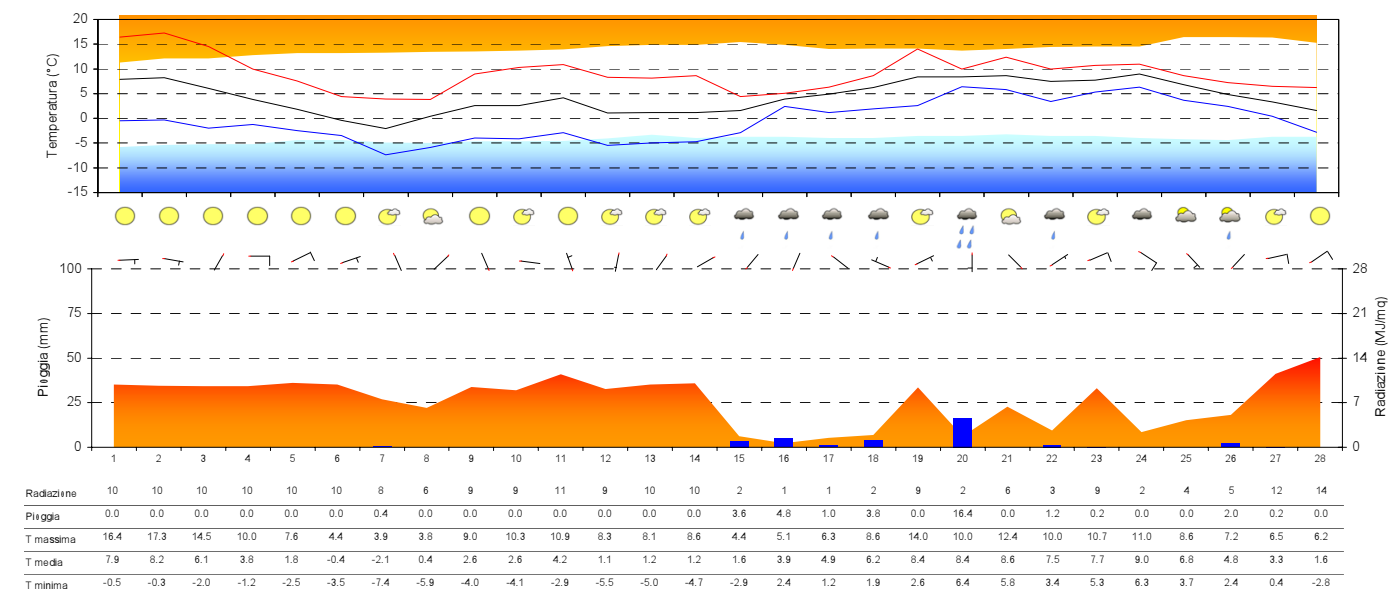 Temperatura (°C)
20
15
10
5
0
-5
-10
-15
Pioggia (mm)
100
75
50
25
0
Radiazione (MJ/mq)
28
21
14
7
0
1 2 3 4 5 6 7 8 9 10 11 12 13 14 15 16 17 18 19 20 21 22 23 24 25 26 27 28
Radiazione 10 10 10 10 10 10 8 6 9 9 11 9 10 10 2 1 1 2 9 2 6 3 9 2 4 5 12 14
Pioggia 0.0 0.0 0.0 0.0 0.0 0.0 0.4 0.0 0.0 0.0 0.0 0.0 0.0 0.0 3.6 4.8 1.0 3.8 0.0 16.4 0.0 1.2 0.2 0.0 0.0 2.0 0.2 0.0
T massima 16.4 17.3 14.5 10.0 7.6 4.4 3.9 3.8 9.0 10.3 10.9 8.3 8.1 8.6 4.4 5.1 6.3 8.6 14.0 10.0 12.4 10.0 10.7 11.0 8.6 7.2 6.5 6.2
T media 7.9 8.2 6.1 3.8 1.8 -0.4 -2.1 0.4 2.6 2.6 4.2 1.1 1.2 1.2 1.6 3.9 4.9 6.2 8.4 8.4 8.6 7.5 7.7 9.0 6.8 4.8 3.3 1.6
T minima -0.5 -0.3 -2.0 -1.2 -2.5 -3.5 -7.4 -5.9 -4.0 -4.1 -2.9 -5.5 -5.0 -4.7 -2.9 2.4 1.2 1.9 2.6 6.4 5.8 3.4 5.3 6.3 3.7 2.4 0.4 -2.8